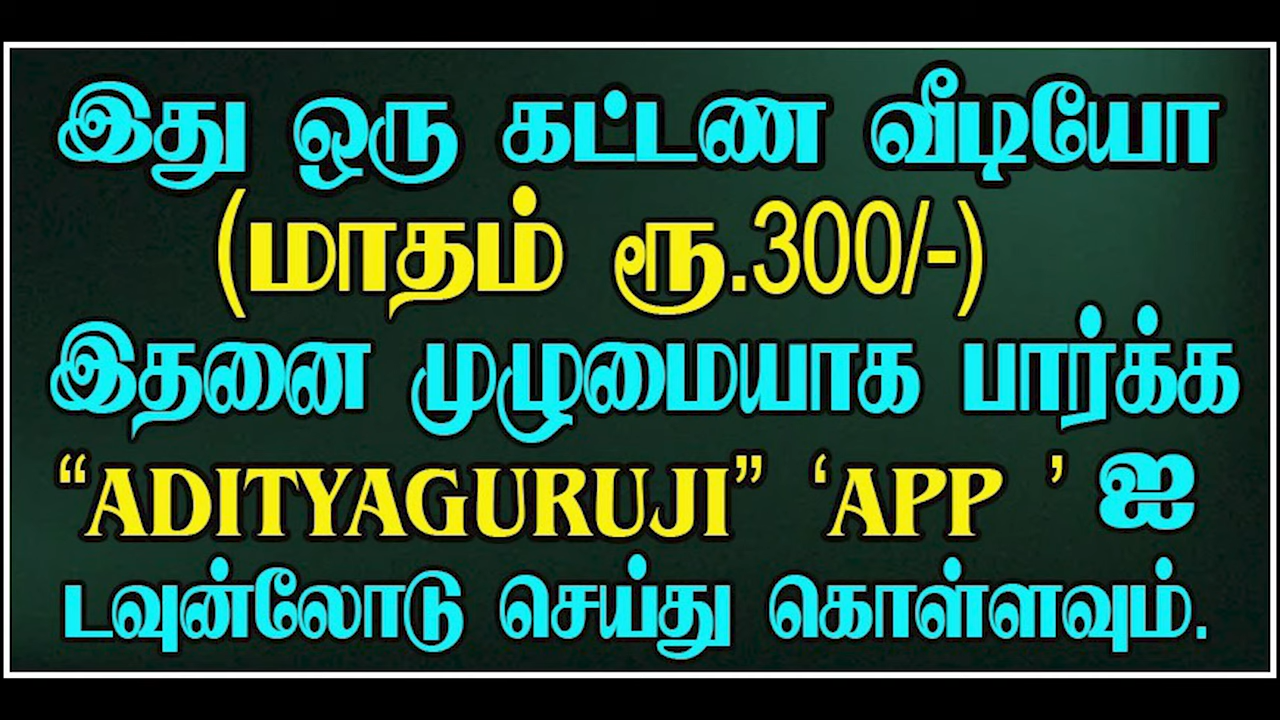 இது ஒரு கட்டண வீடியோ
(மாதம் ரூ.300/-)
இதனை முழுமையாக பார்க்க
“ADITYAGURUJI” ‘APP ’ ஐ
டவுன்லோடு செய்து கொள்ளவும்.